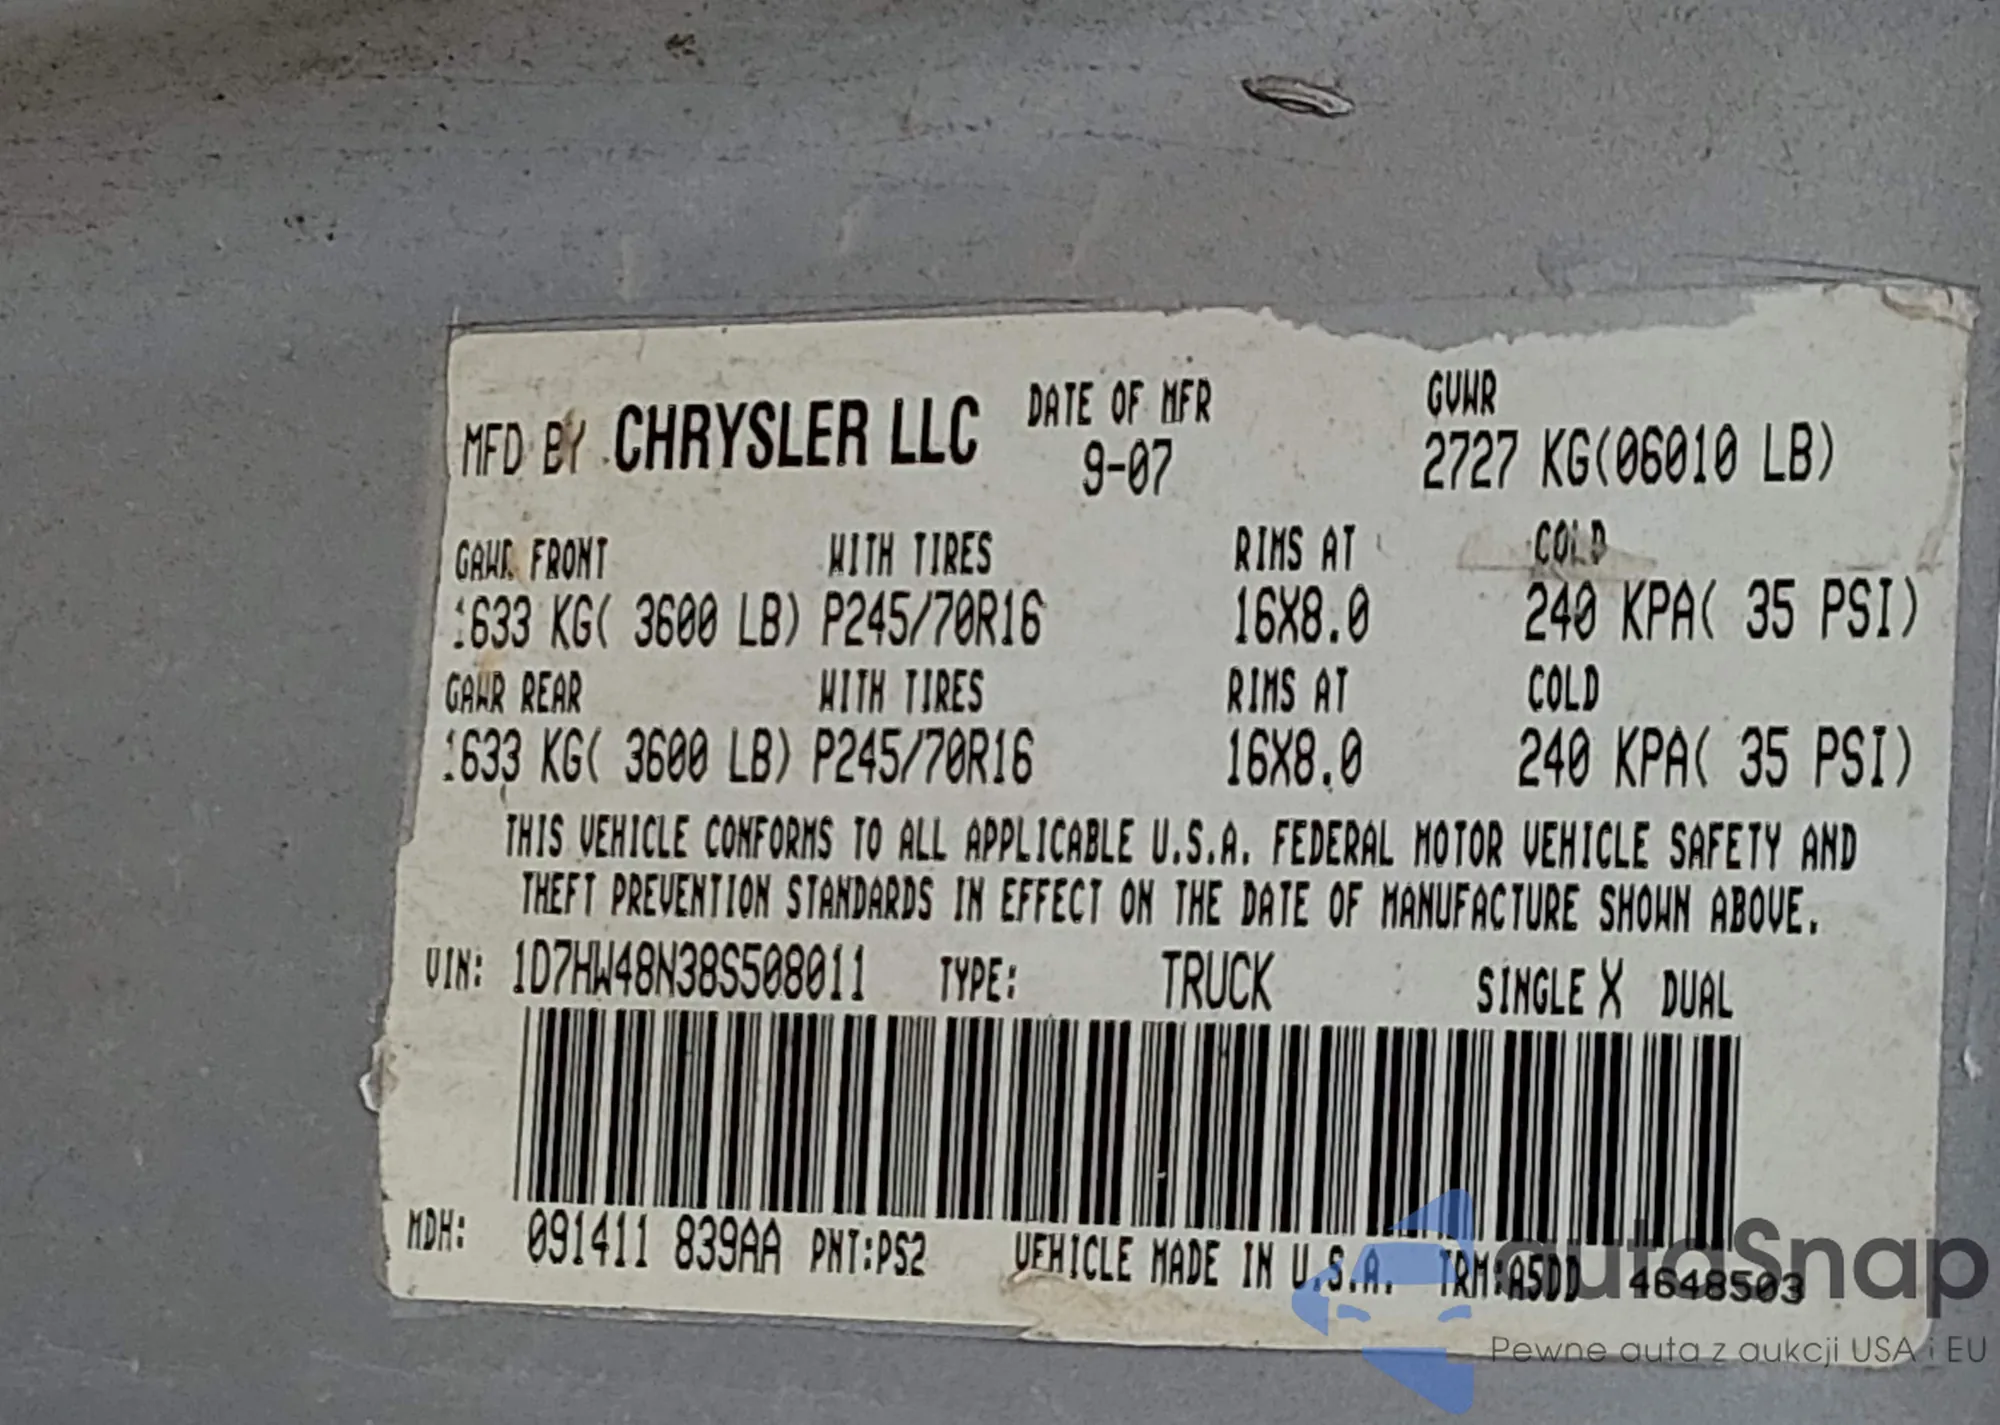 MFD BY CHRYSLER LLC DATE OF MFR GVWR
9-07 2727 KG(06010 LB)
GAWR FRONT WITH TIRES RIMS AT COLD
1633 KG( 3600 LB) P245/70R16 16X8.0 240 KPA( 35 PSI)
GAWR REAR WITH TIRES RIMS AT COLD
1633 KG( 3600 LB) P245/70R16 16X8.0 240 KPA( 35 PSI)
THIS VEHICLE CONFORMS TO ALL APPLICABLE U.S.A. FEDERAL MOTOR VEHICLE SAFETY AND
THEFT PREVENTION STANDARDS IN EFFECT ON THE DATE OF MANUFACTURE SHOWN ABOVE.
VIN: 1D7HW48N38S508011 TYPE: TRUCK SINGLE X DUAL
MDH: 091411 839AA PNT:PS2 VEHICLE MADE IN U.S.A. TRM:A5DD 4648503
autoSnap
Pewne auta z aukcji USA i EU